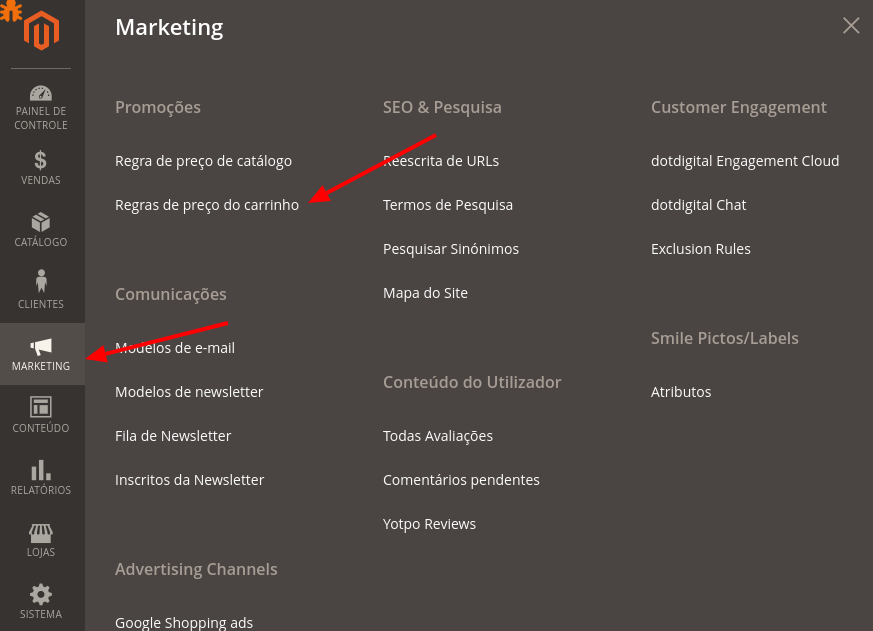 PAINEL DE
CONTROLE
VENDAS
CATÁLOGO
CLIENTES
MARKETING
CONTEÚDO
RELATÓRIOS
LOJAS
SISTEMA
Marketing
Promoções
Regra de preço de catálogo
Regras de preço do carrinho
Comunicações
Modelos de e-mail
Modelos de newsletter
Fila de Newsletter
Inscritos da Newsletter
Advertising Channels
Google Shopping ads
SEO & Pesquisa
Reescrita de URLs
Termos de Pesquisa
Pesquisar Sinónimos
Mapa do Site
Conteúdo do Utilizador
Todas Avaliações
Comentários pendentes
Yotpo Reviews
Customer Engagement
dotdigital Engagement Cloud
dotdigital Chat
Exclusion Rules
Smile Pictos/Labels
Atributos